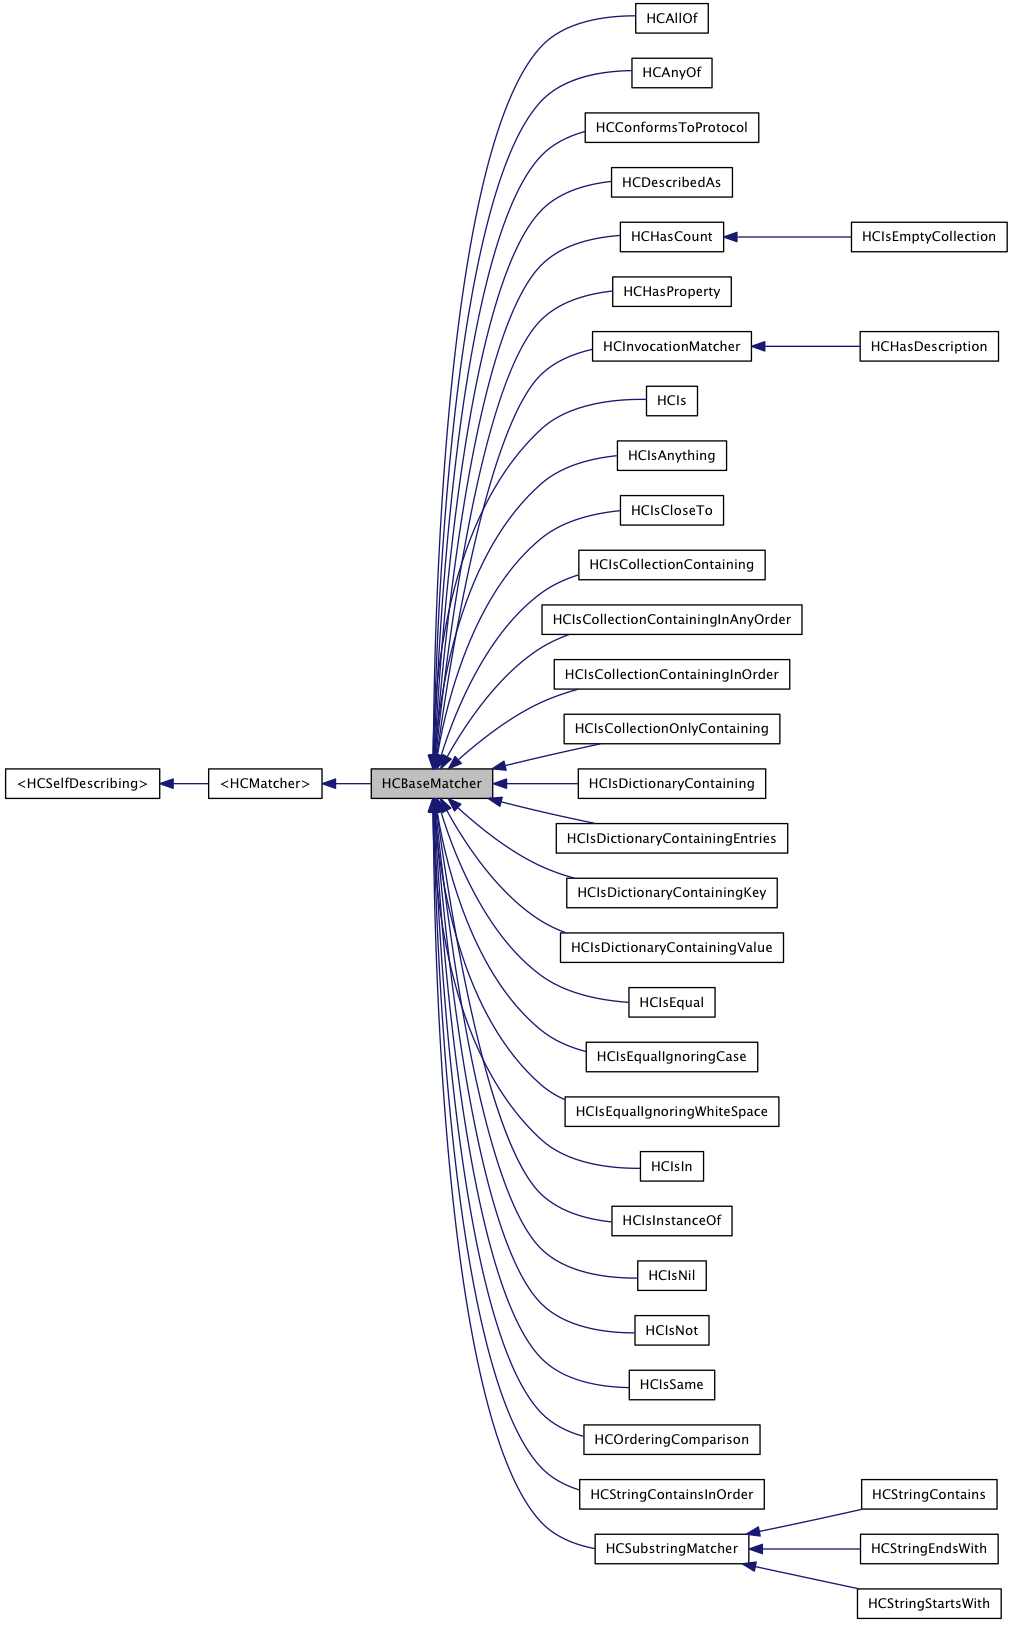 HCAllOf
HCAnyOf
HCConformsToProtocol
HCDescribedAs
HCHasCount
HCIsEmptyCollection
HCHasProperty
HCInvocationMatcher
HCHasDescription
HCIs
HCIsAnything
HCIsCloseTo
HCIsCollectionContaining
HCIsCollectionContainingInAnyOrder
HCIsCollectionContainingInOrder
HCIsCollectionOnlyContaining
<HCSelfDescribing>
<HCMatcher>
HCBaseMatcher
HCIsDictionaryContaining
HCIsDictionaryContainingEntries
HCIsDictionaryContainingKey
HCIsDictionaryContainingValue
HCIsEqual
HCIsEqualIgnoringCase
HCIsEqualIgnoringWhiteSpace
HCIsIn
HCIsInstanceOf
HCIsNil
HCIsNot
HCIsSame
HCOrderingComparison
HCStringContainsInOrder
HCStringContains
HCSubstringMatcher
HCStringEndsWith
HCStringStartsWith